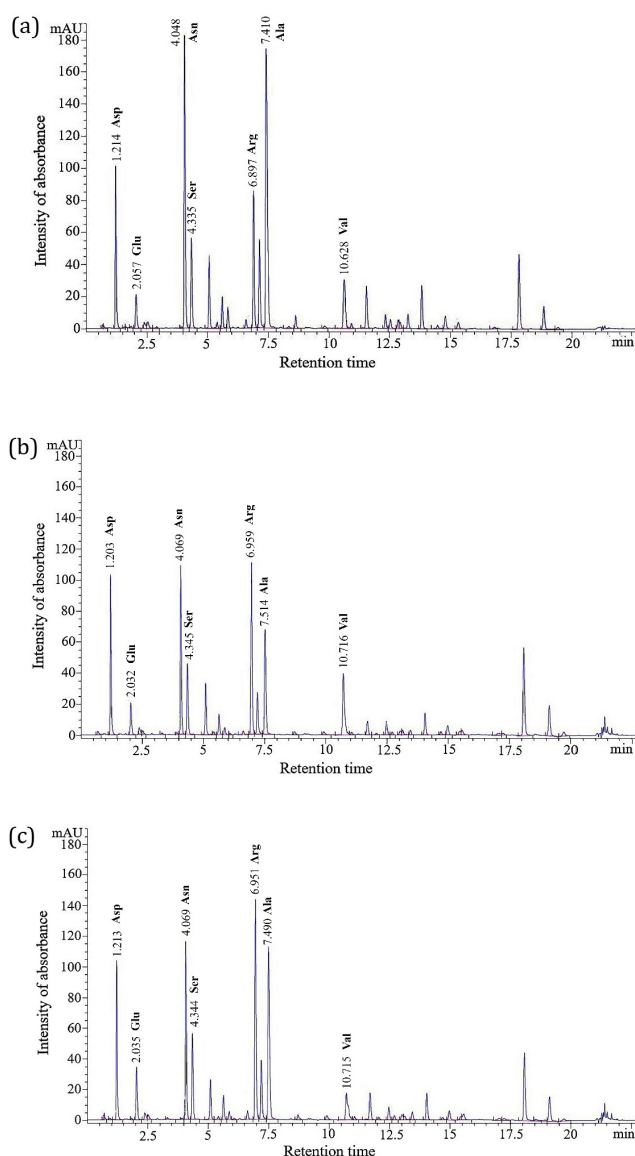 (a)
mAU
180
160
140
120
100
80
60
40
20
0
Intensity of absorbance
1.214 Asp
2.057 Glu
4.048 Asn
4.335 Ser
6.897 Arg
7.410 Ala
10.628 Val
2.5 5 7.5 10 12.5 15 17.5 20 min
Retention time
(b)
mAU
180
160
140
120
100
80
60
40
20
0
Intensity of absorbance
1.203 Asp
2.032 Glu
4.069 Asn
4.345 Ser
6.959 Arg
7.514 Ala
10.716 Val
2.5 5 7.5 10 12.5 15 17.5 20 min
Retention time
(c)
mAU
180
160
140
120
100
80
60
40
20
0
Intensity of absorbance
1.213 Asp
2.035 Glu
4.069 Asn
4.344 Ser
6.951 Arg
7.490 Ala
10.715 Val
2.5 5 7.5 10 12.5 15 17.5 20 min
Retention time